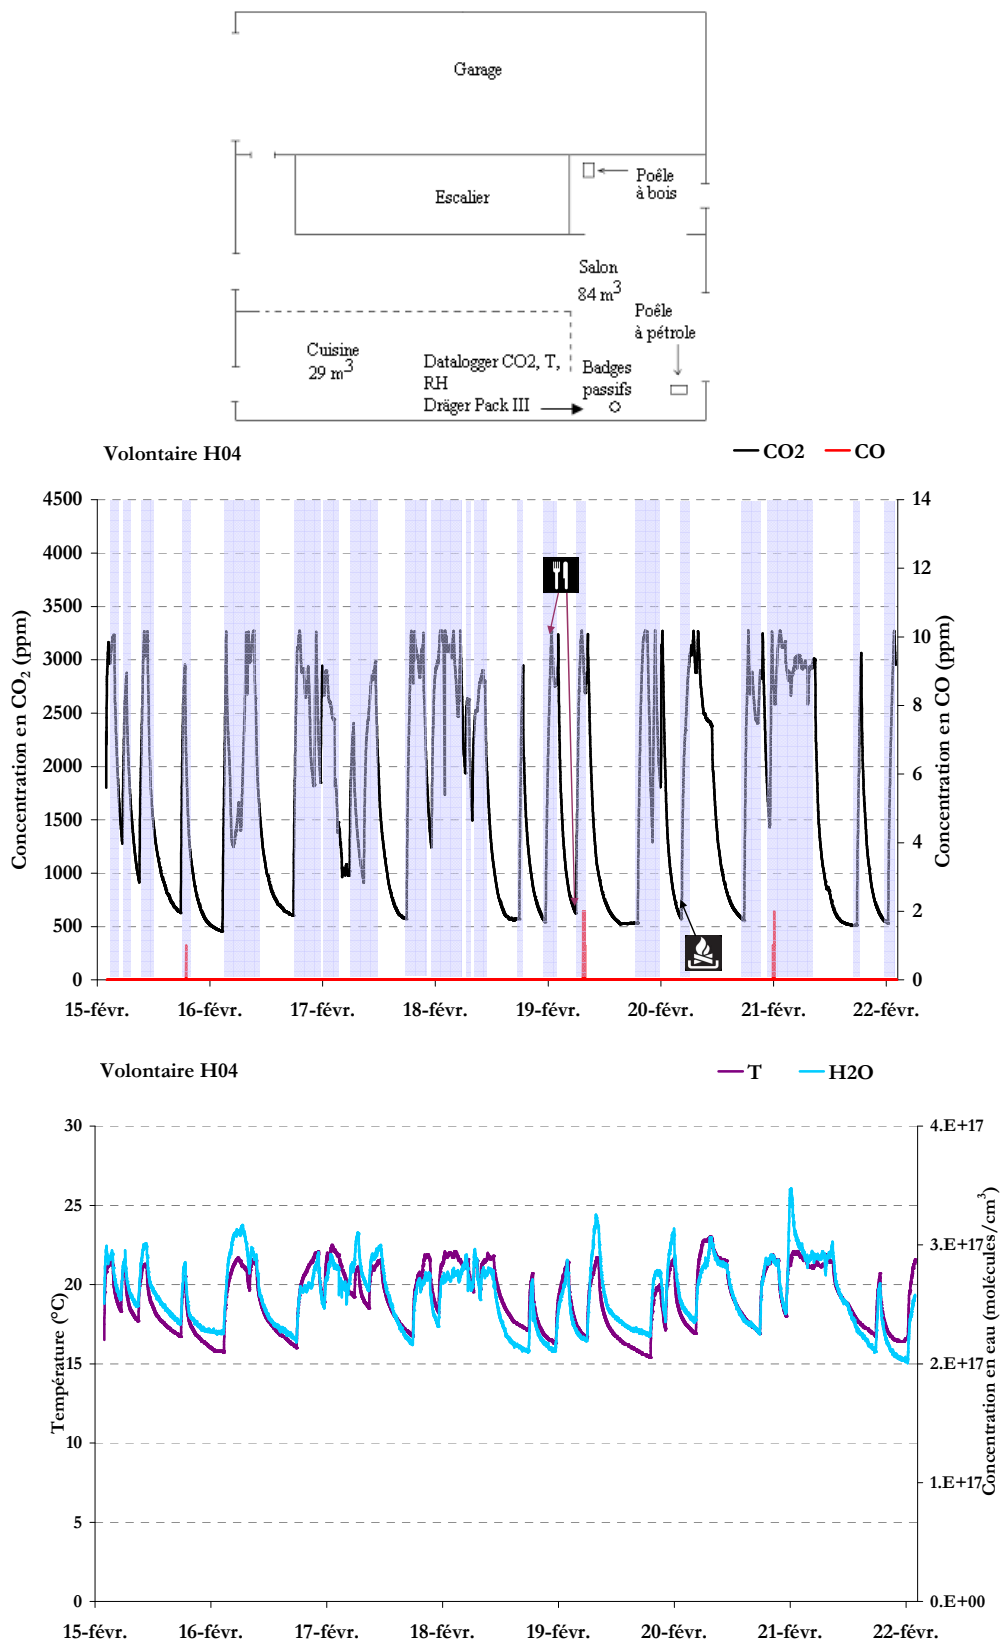 Garage
Poêle
à bois
Escalier
Salon
84 m³
Poêle
à pétrole
Cuisine
29 m³
Datalogger CO2, T,
RH
Dräger Pack III
Badges
passifs
Volontaire H04
CO2
CO
Concentration en CO₂ (ppm)
4500
4000
3500
3000
2500
2000
1500
1000
500
0
14
12
10
8
6
4
2
0
Concentration en CO (ppm)
15-févr.
16-févr.
17-févr.
18-févr.
19-févr.
20-févr.
21-févr.
22-févr.
Volontaire H04
T
H2O
Température (°C)
30
25
20
15
10
5
0
4.E+17
3.E+17
2.E+17
1.E+17
0.E+00
Concentration en eau (molécules/cm³)
15-févr.
16-févr.
17-févr.
18-févr.
19-févr.
20-févr.
21-févr.
22-févr.